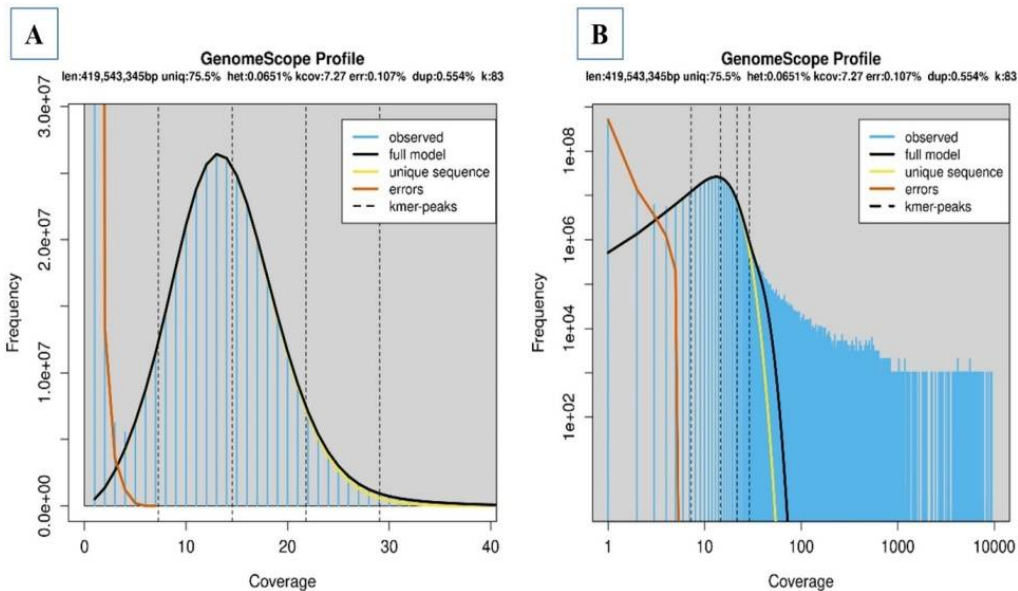 A
GenomeScope Profile
len:419,543,345bp uniq:75.5% het:0.0651% kcov:7.27 err:0.107% dup:0.554% k:83
Frequency
3.0e+07
2.0e+07
1.0e+07
0.0e+00
observed
full model
unique sequence
errors
kmer-peaks
0 10 20 30 40
Coverage
B
GenomeScope Profile
len:419,543,345bp uniq:75.5% het:0.0651% kcov:7.27 err:0.107% dup:0.554% k:83
Frequency
1e+08
1e+06
1e+04
1e+02
observed
full model
unique sequence
errors
kmer-peaks
1 10 100 1000 10000
Coverage